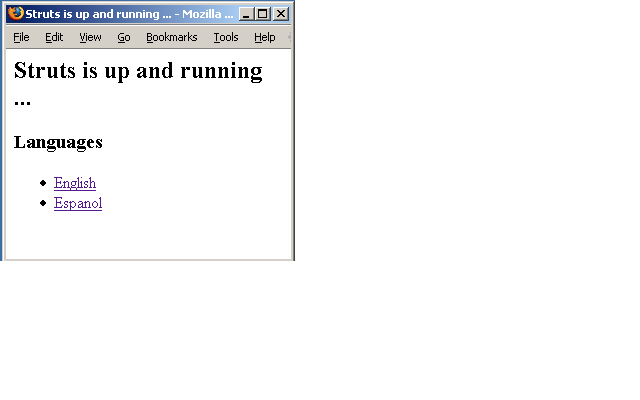 Struts is up and running ... - Mozilla ...
File Edit View Go Bookmarks Tools Help
Struts is up and running
...
Languages
English
Espanol